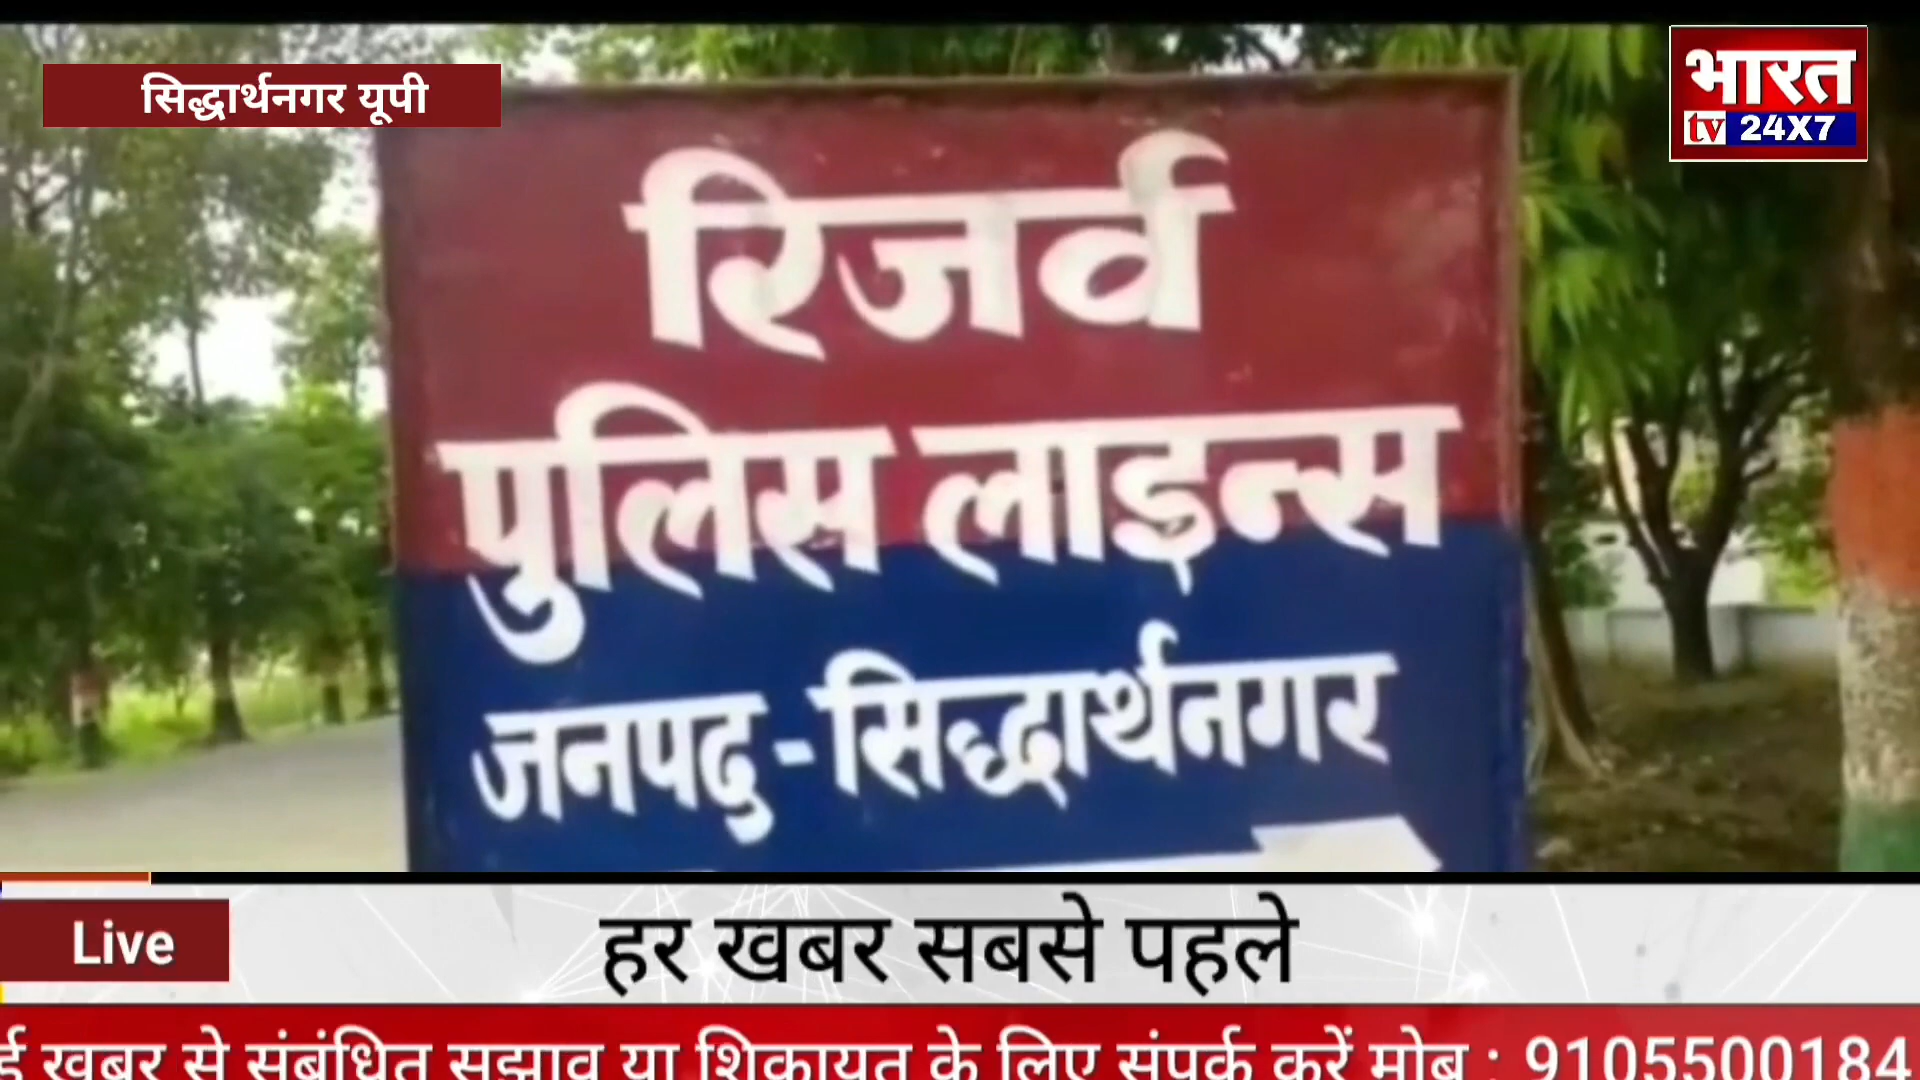 सिद्धार्थनगर यूपी
भारत
tv 24X7
रिजर्व
पुलिस लाइन्स
जनपद - सिद्धार्थनगर
Live
हर खबर सबसे पहले
खबर से संबंधित सुझाव या शिकायत के लिए संपर्क करें मोब : 9105500184